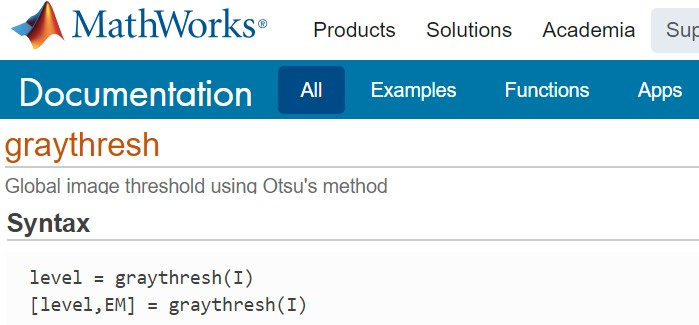 MathWorks® Products Solutions Academia Sup
Documentation All Examples Functions Apps
graythresh
Global image threshold using Otsu's method
Syntax
level = graythresh(I)
[level,EM] = graythresh(I)